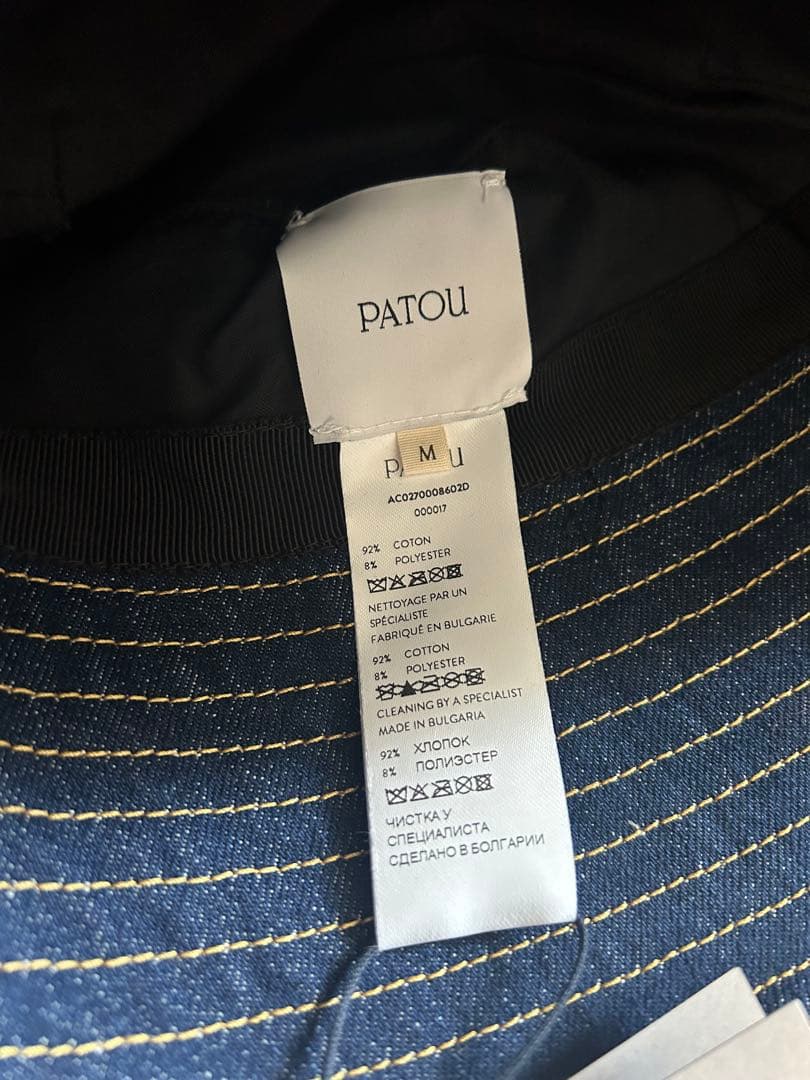 PATOU
M
AC0270008602D
000017
92% COTON
8% POLYESTER
NETTOYAGE PAR UN
SPÉCIALISTE
FABRIQUÉ EN BULGARIE
92% COTTON
8% POLYESTER
CLEANING BY A SPECIALIST
MADE IN BULGARIA
92% ХЛОПОК
8% ПОЛИЭСТЕР
ЧИСТКА У
СПЕЦИАЛИСТА
СДЕЛАНО В БОЛГАРИИ